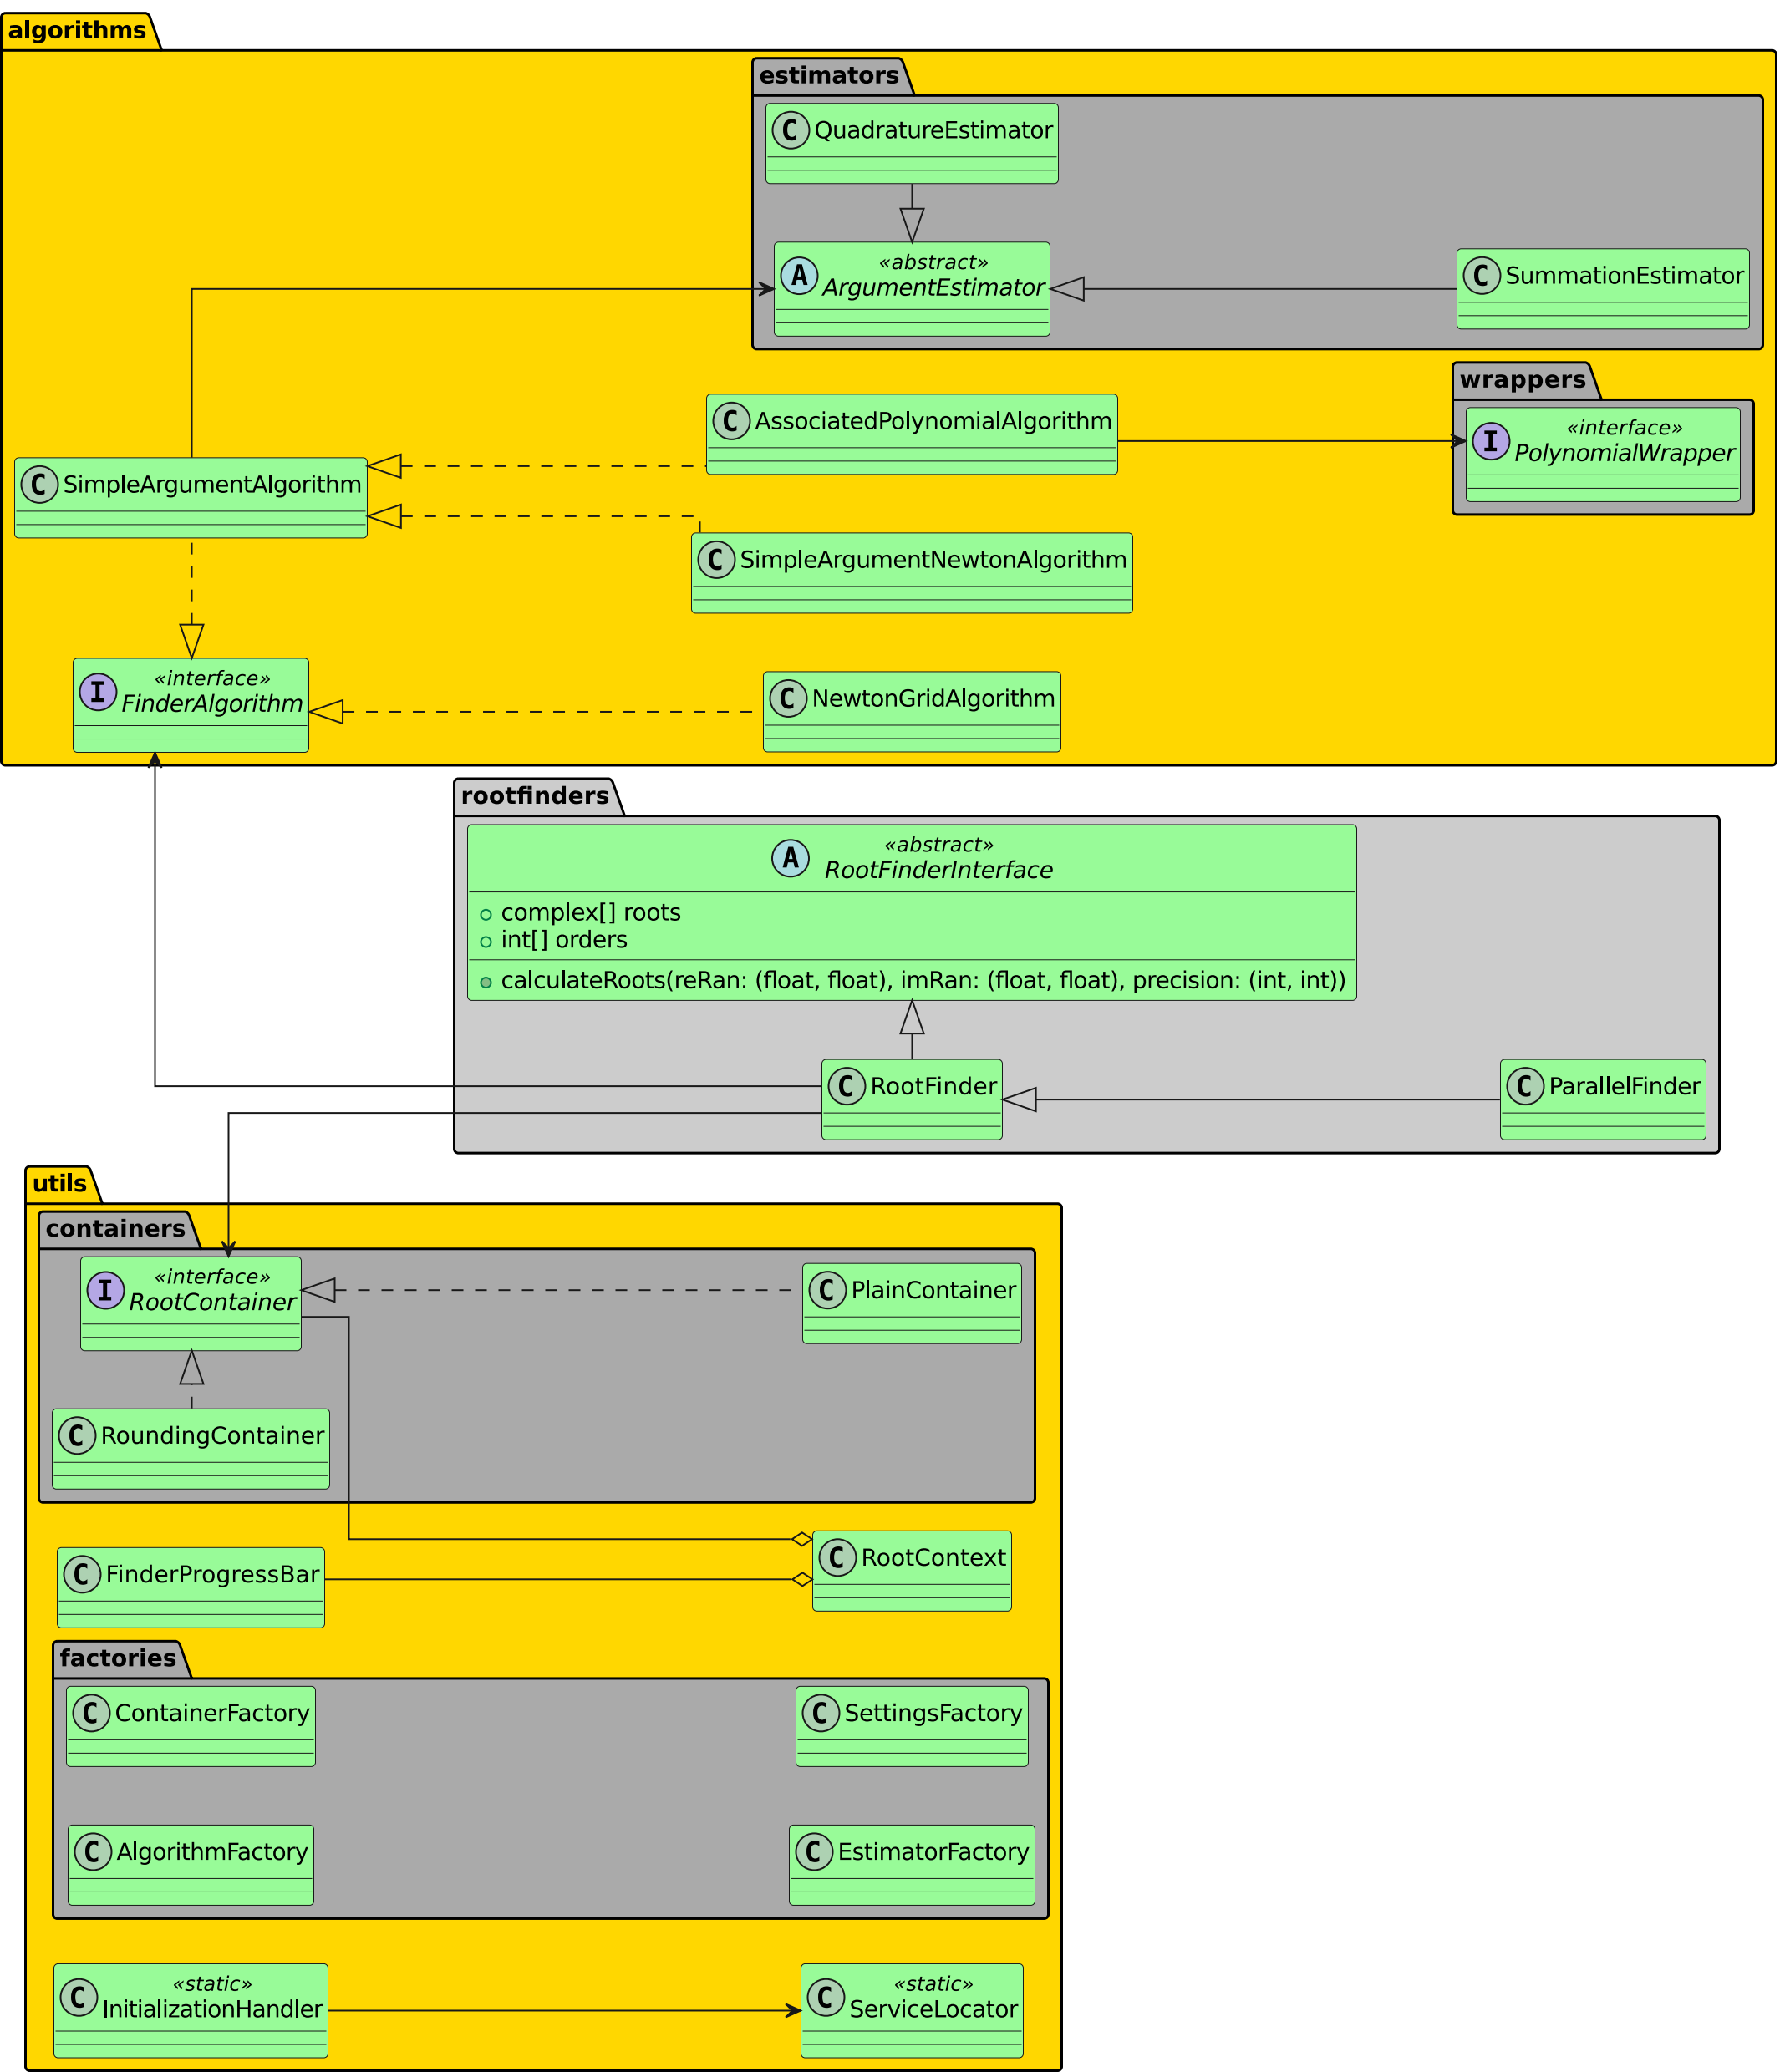 algorithms
estimators
C QuadratureEstimator
A «abstract»
ArgumentEstimator
C SummationEstimator
wrappers
C AssociatedPolynomialAlgorithm
I «interface»
PolynomialWrapper
C SimpleArgumentAlgorithm
C SimpleArgumentNewtonAlgorithm
I «interface»
FinderAlgorithm
C NewtonGridAlgorithm
rootfinders
A «abstract»
RootFinderInterface
complex[] roots
int[] orders
calculateRoots(reRan: (float, float), imRan: (float, float), precision: (int, int))
C RootFinder
C ParallelFinder
utils
containers
I «interface»
RootContainer
C PlainContainer
C RoundingContainer
C RootContext
C FinderProgressBar
factories
C ContainerFactory
C SettingsFactory
C AlgorithmFactory
C EstimatorFactory
C «static»
InitializationHandler
C «static»
ServiceLocator